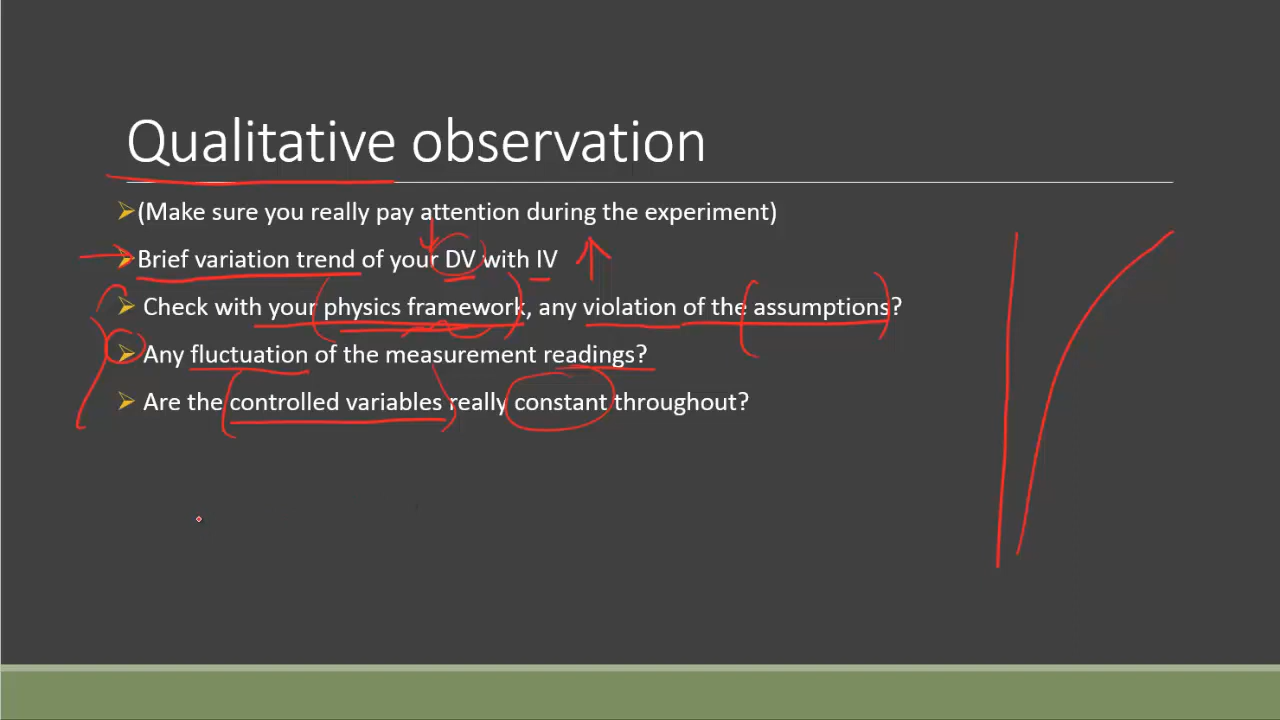 Qualitative observation
(Make sure you really pay attention during the experiment)
Brief variation trend of your DV with IV
Check with your physics framework, any violation of the assumptions?
Any fluctuation of the measurement readings?
Are the controlled variables really constant throughout?